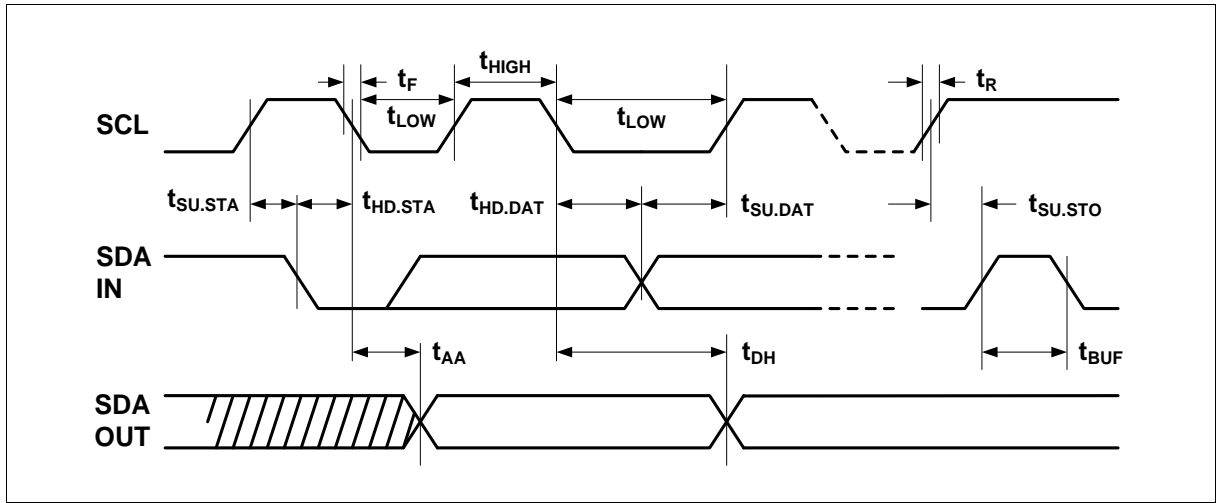 tHIGH
tF
tR
SCL
tLOW
tLOW
tSU.STA
tHD.STA
tHD.DAT
tSU.DAT
tSU.STO
SDA
IN
tAA
tDH
tBUF
SDA
OUT